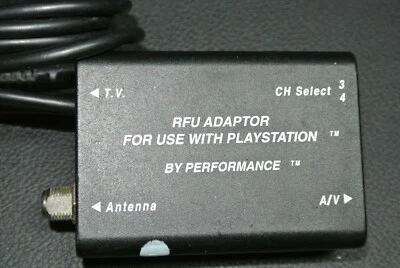 ◀ T.V. CH Select 3
4
RFU ADAPTOR
FOR USE WITH PLAYSTATION ™
BY PERFORMANCE ™
◀ Antenna A/V ▶